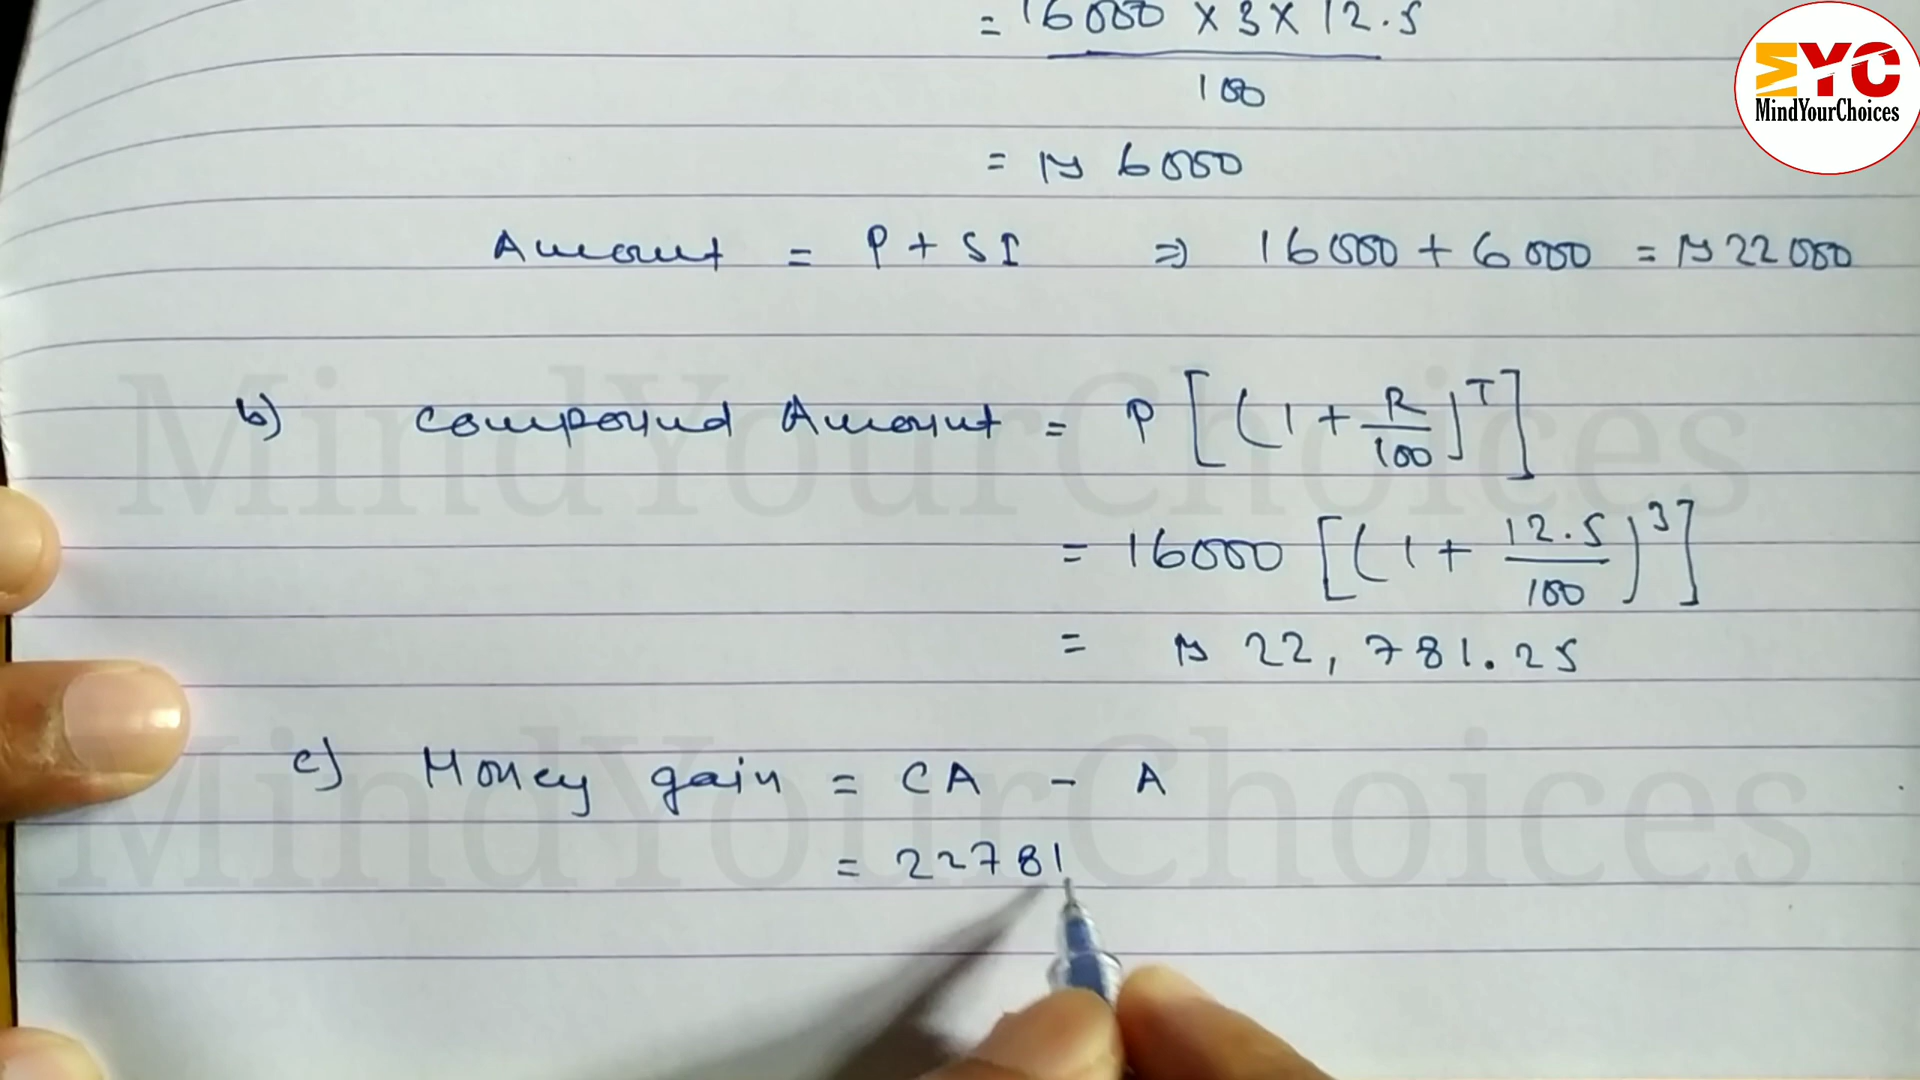 = 16000 × 3 × 12.5
100
MYC
MindYourChoices
= Rs 6000
Amount = P + SI ⇒ 16000 + 6000 = Rs 22000
b) Compound Amount = P [(1 + R/100)^T]
= 16000 [(1 + 12.5/100)^3]
= Rs 22,781.25
c) Money gain = CA - A
= 22781
MindYourChoices
MindYourChoices